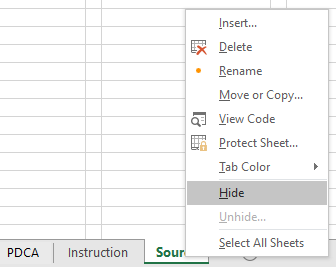 Insert...
Delete
Rename
Move or Copy...
View Code
Protect Sheet...
Tab Color
Hide
Unhide...
Select All Sheets
PDCA Instruction